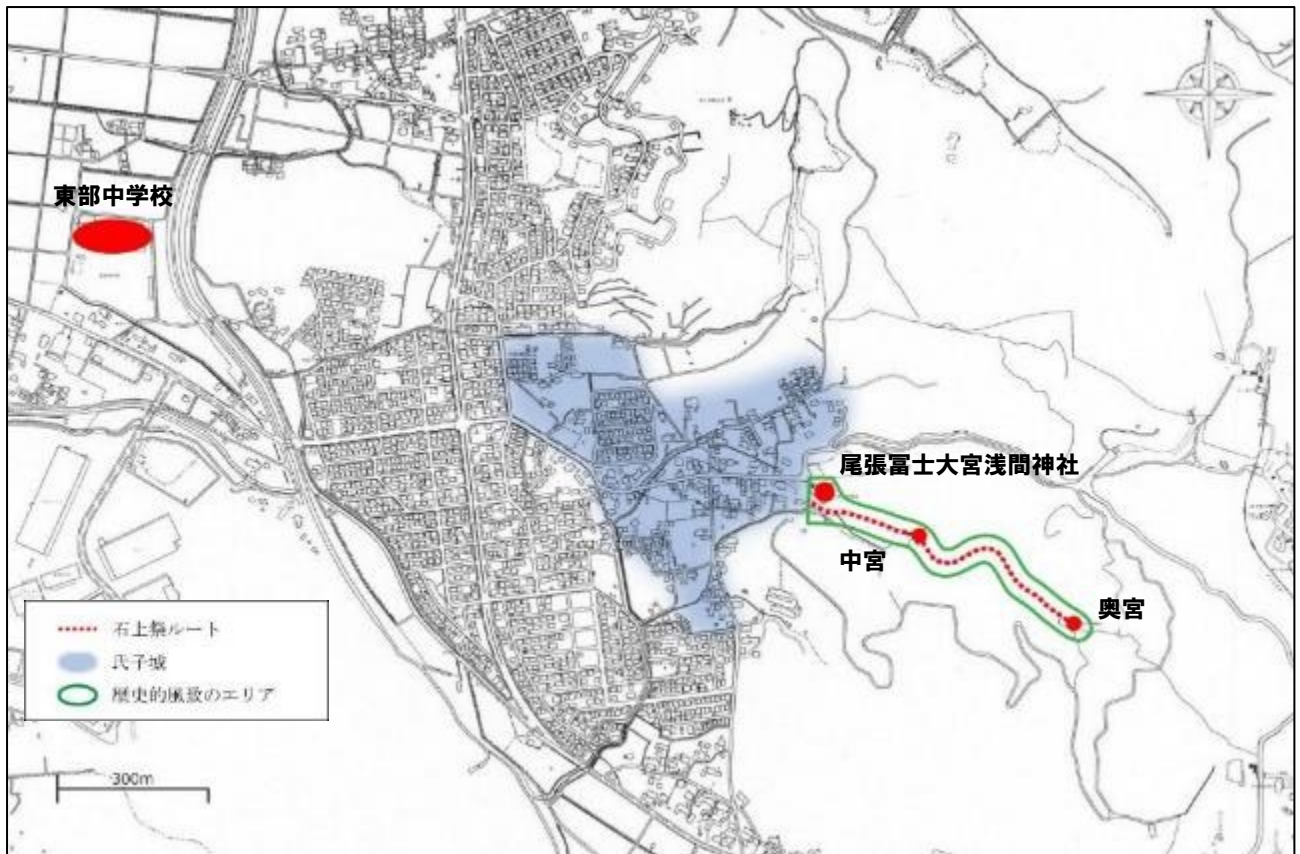 N
東部中学校
尾張冨士大宮浅間神社
中宮
奥宮
石上祭ルート
氏子域
歴史的風致のエリア
300m